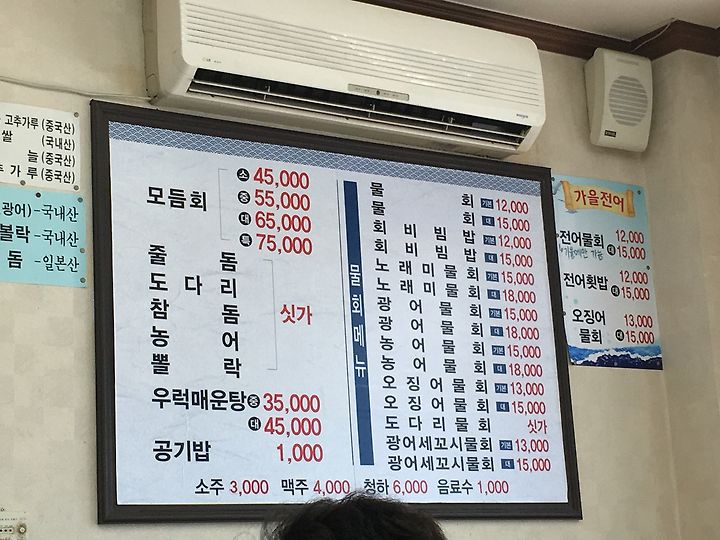 고추가루 (중국산)
쌀 (국내산)
늘 (중국산)
추가루 (중국산)
광어) - 국내산
볼락 - 국내산
돔 - 일본산
모듬회 소 45,000
중 55,000
대 65,000
특 75,000
줄돔
도다리
참돔
농어
뽈락
싯가
우럭매운탕 중 35,000
대 45,000
공기밥 1,000
물회메뉴
물회 기본 12,000
물회 대 15,000
회비빔밥 기본 12,000
회비빔밥 대 15,000
노래미물회 기본 15,000
노래미물회 대 18,000
광어물회 기본 15,000
광어물회 대 18,000
농어물회 기본 15,000
농어물회 대 18,000
오징어물회 기본 13,000
오징어물회 대 15,000
도다리물회 싯가
광어세꼬시물회 기본 13,000
광어세꼬시물회 대 15,000
소주 3,000 맥주 4,000 청하 6,000 음료수 1,000
가을전어
전어물회 12,000
대 15,000
전어횟밥 12,000
대 15,000
오징어 13,000
물회 대 15,000